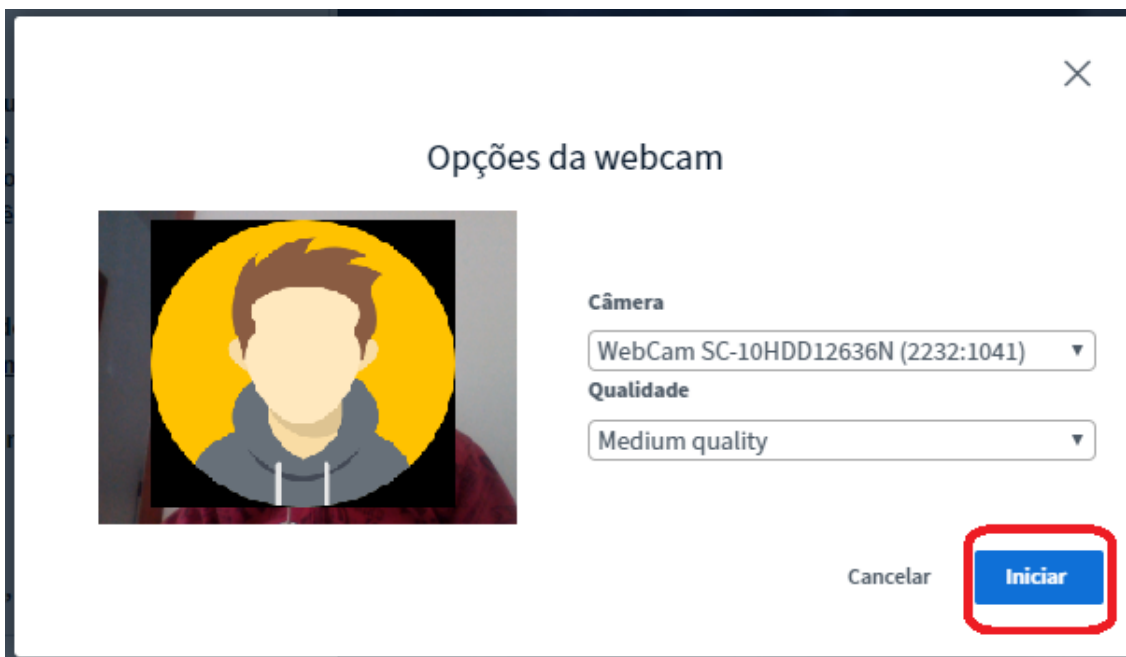 Opções da webcam
Câmera
WebCam SC-10HDD12636N (2232:1041)
Qualidade
Medium quality
Cancelar
Iniciar